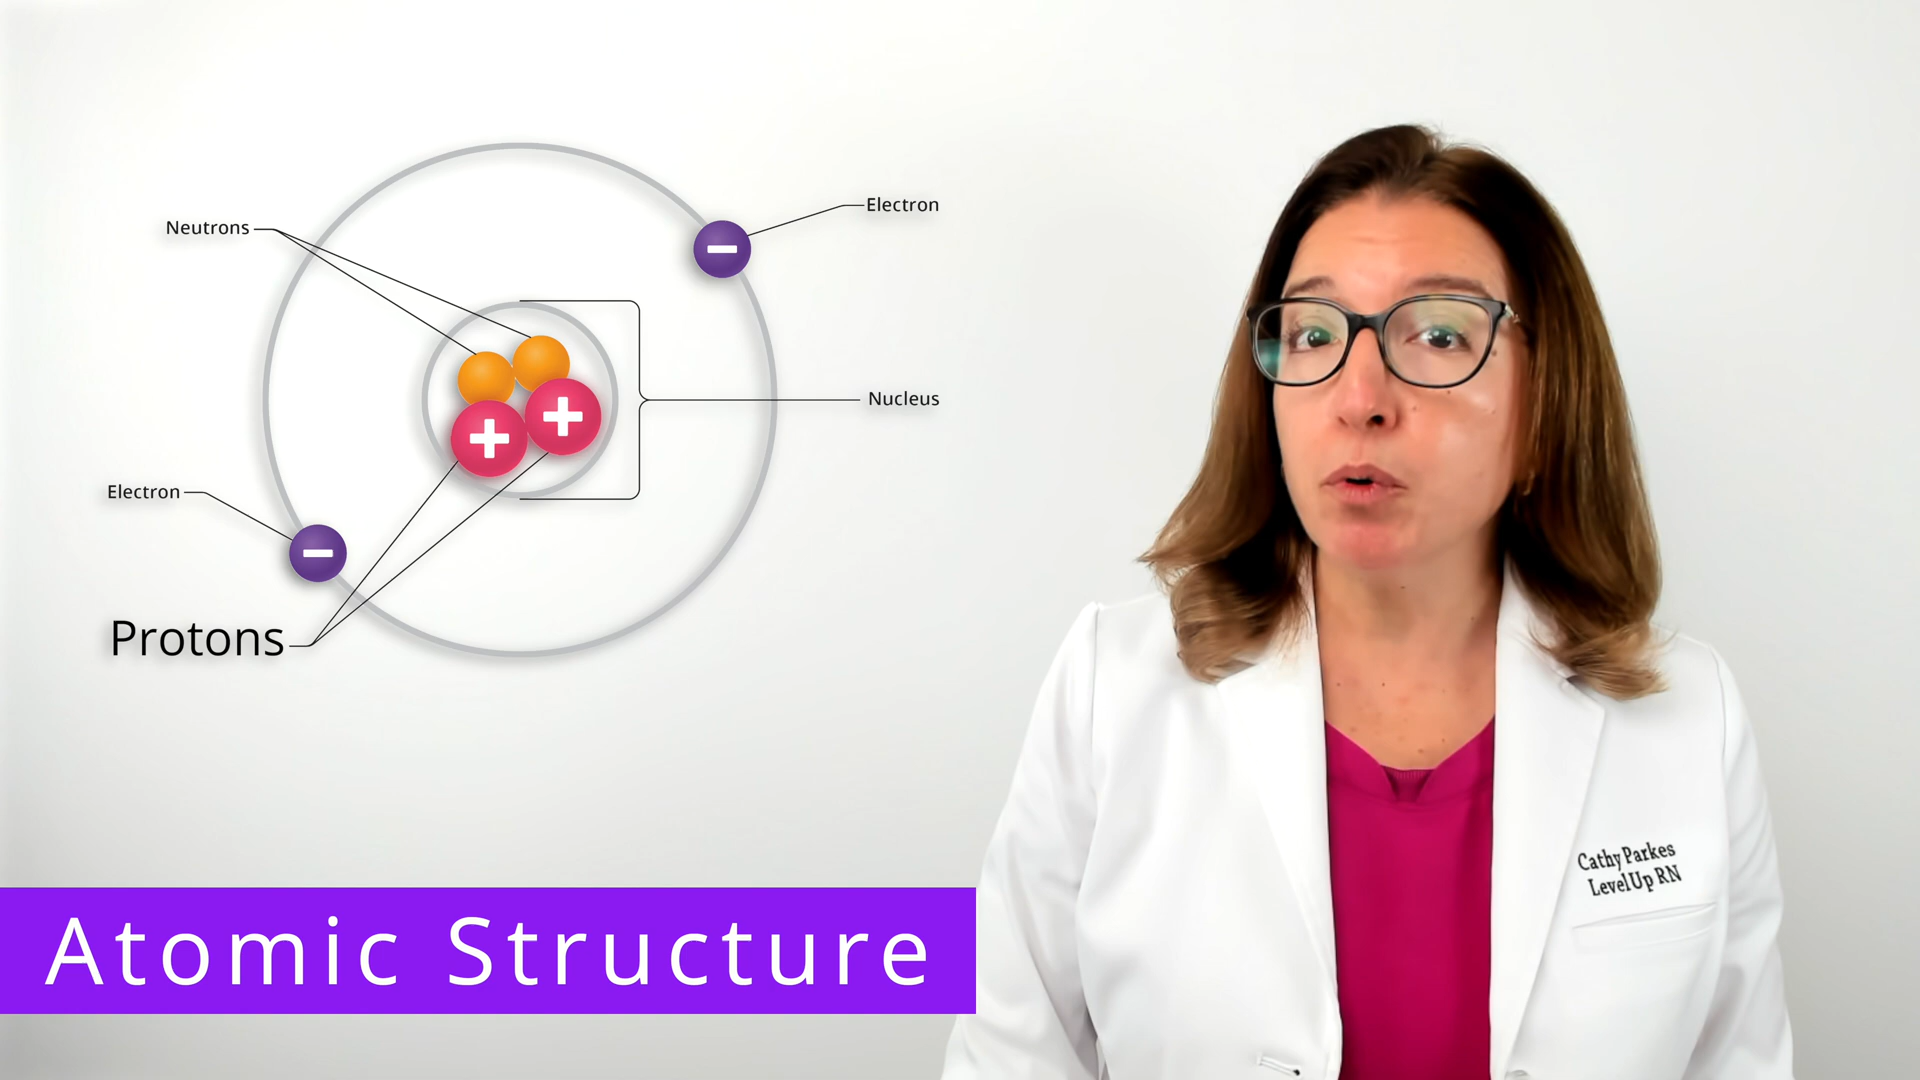 Electron
Neutrons
Nucleus
Electron
Protons
Cathy Parkes
LevelUp RN
Atomic Structure